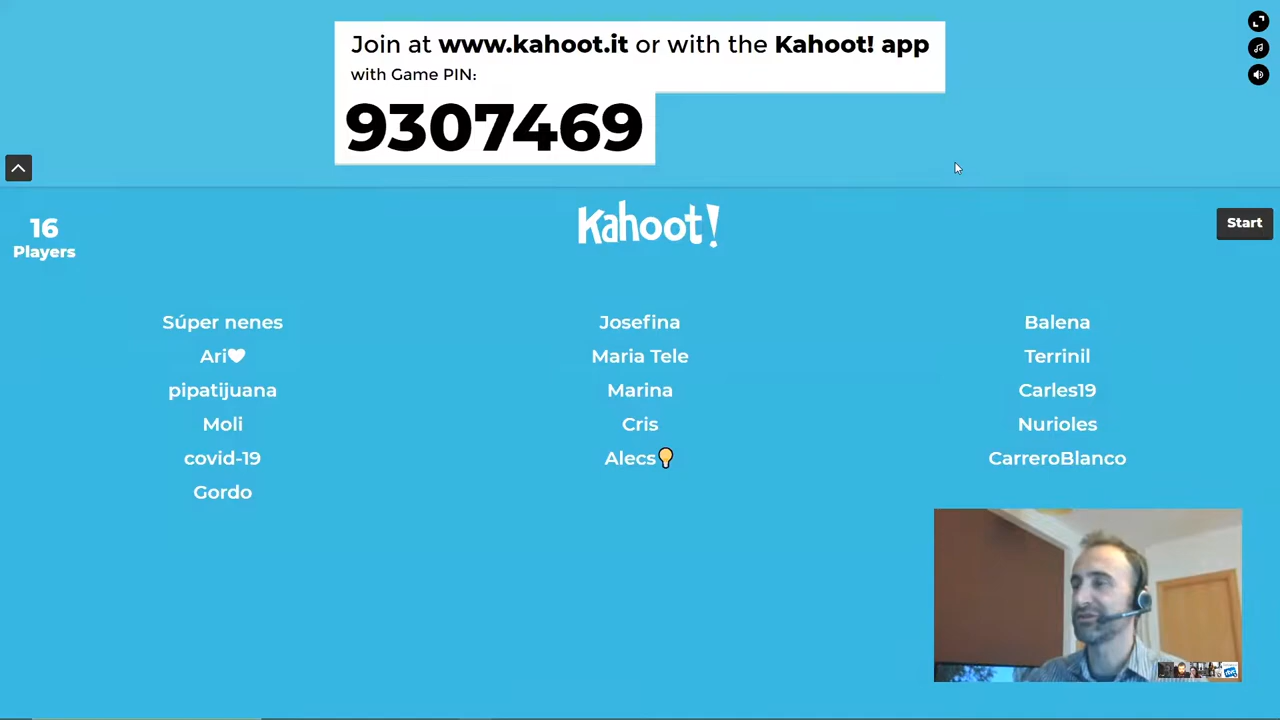 Join at www.kahoot.it or with the Kahoot! app
with Game PIN:
9307469
16
Players
Kahoot!
Start
Súper nenes
Josefina
Balena
Ari🤍
Maria Tele
Terrinil
pipatijuana
Marina
Carles19
Moli
Cris
Nurioles
covid-19
Alecs💡
CarreroBlanco
Gordo